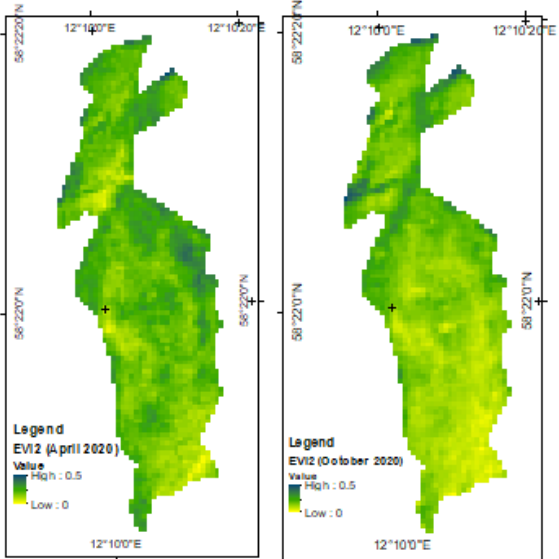 12°10'0"E
12°10'20"E
58°22'20"N
58°22'0"N
58°22'0"N
Legend
EVI2 (April 2020)
Value
High : 0.5
Low : 0
12°10'0"E
12°10'0"E
12°10'20"E
58°22'20"N
58°22'0"N
58°22'0"N
Legend
EVI2 (October 2020)
Value
High : 0.5
Low : 0
12°10'0"E